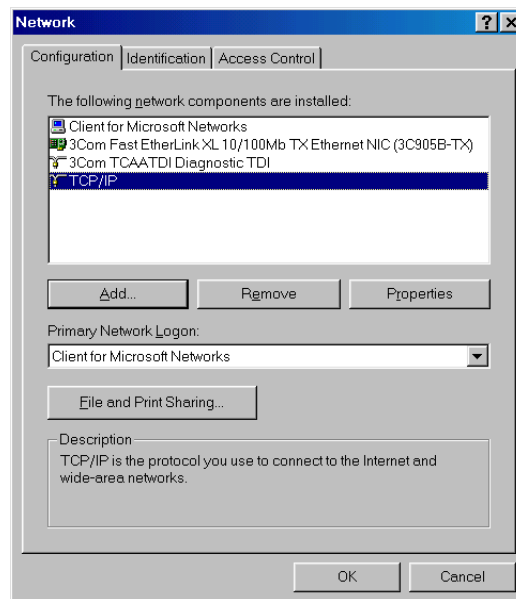 Network
Configuration Identification Access Control
The following network components are installed:
Client for Microsoft Networks
3Com Fast EtherLink XL 10/100Mb TX Ethernet NIC (3C905B-TX)
3Com TCAATDI Diagnostic TDI
TCP/IP
Add... Remove Properties
Primary Network Logon:
Client for Microsoft Networks
File and Print Sharing...
Description
TCP/IP is the protocol you use to connect to the Internet and
wide-area networks.
OK Cancel